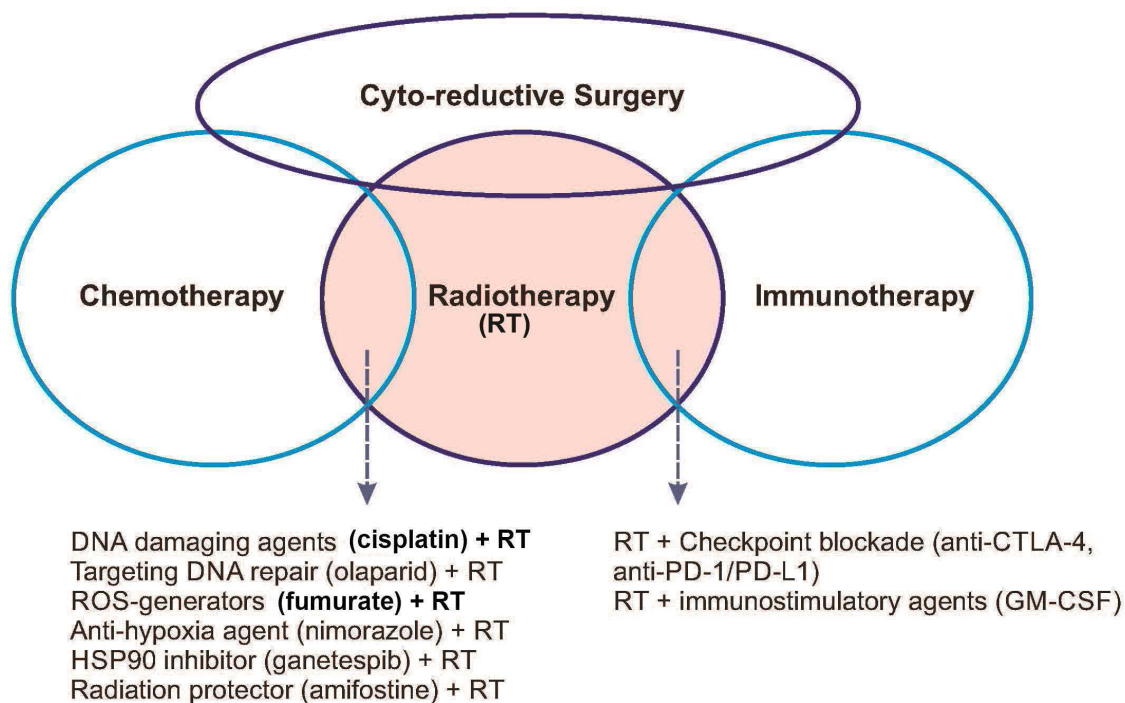 Cyto-reductive Surgery
Chemotherapy
Radiotherapy
(RT)
Immunotherapy
DNA damaging agents (cisplatin) + RT
Targeting DNA repair (olaparid) + RT
ROS-generators (fumurate) + RT
Anti-hypoxia agent (nimorazole) + RT
HSP90 inhibitor (ganetespib) + RT
Radiation protector (amifostine) + RT
RT + Checkpoint blockade (anti-CTLA-4,
anti-PD-1/PD-L1)
RT + immunostimulatory agents (GM-CSF)